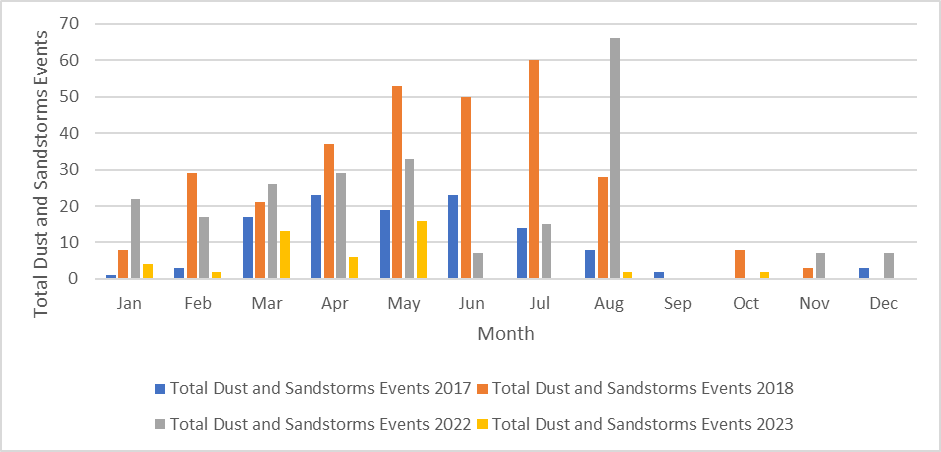 Total Dust and Sandstorms Events
70
60
50
40
30
20
10
0
Jan Feb Mar Apr May Jun Jul Aug Sep Oct Nov Dec
Month
Total Dust and Sandstorms Events 2017 Total Dust and Sandstorms Events 2018
Total Dust and Sandstorms Events 2022 Total Dust and Sandstorms Events 2023